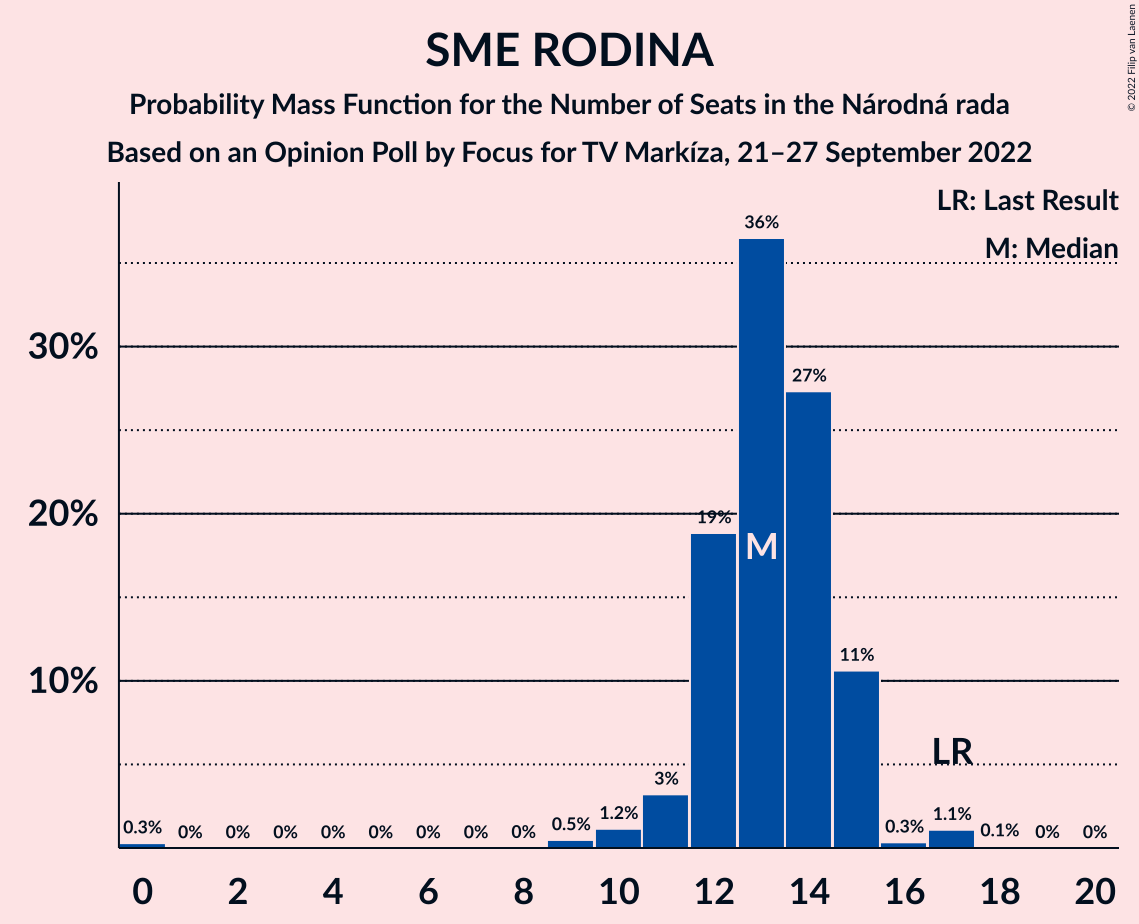 SME RODINA
Probability Mass Function for the Number of Seats in the Národná rada
Based on an Opinion Poll by Focus for TV Markíza, 21–27 September 2022
© 2022 Filip van Laenen
LR: Last Result
M: Median
36%
30%
27%
20%
19%
M
11%
10%
LR
3%
0.3% 0% 0% 0% 0% 0% 0% 0% 0% 0.5% 1.2% 0.3% 1.1% 0.1% 0% 0%
0 2 4 6 8 10 12 14 16 18 20